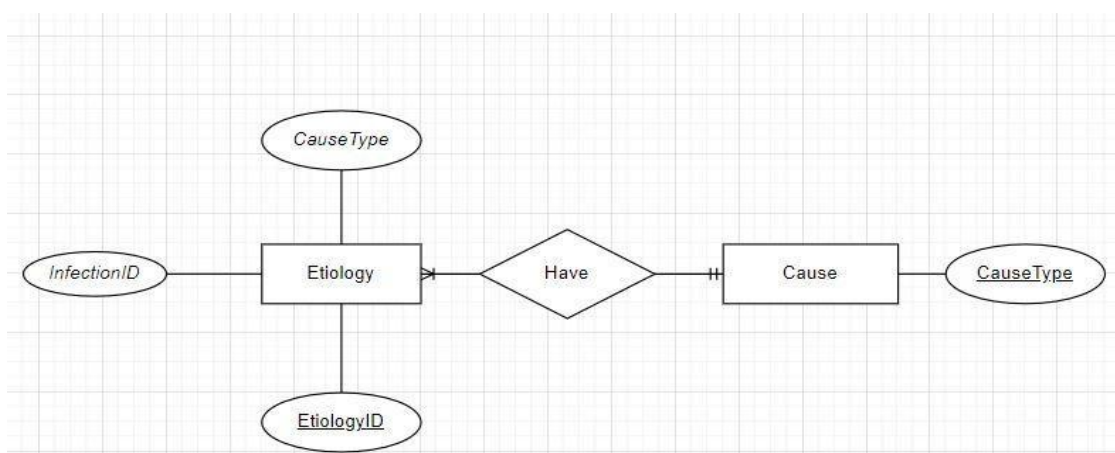 CauseType
InfectionID
Etiology
Have
Cause
CauseType
EtiologyID